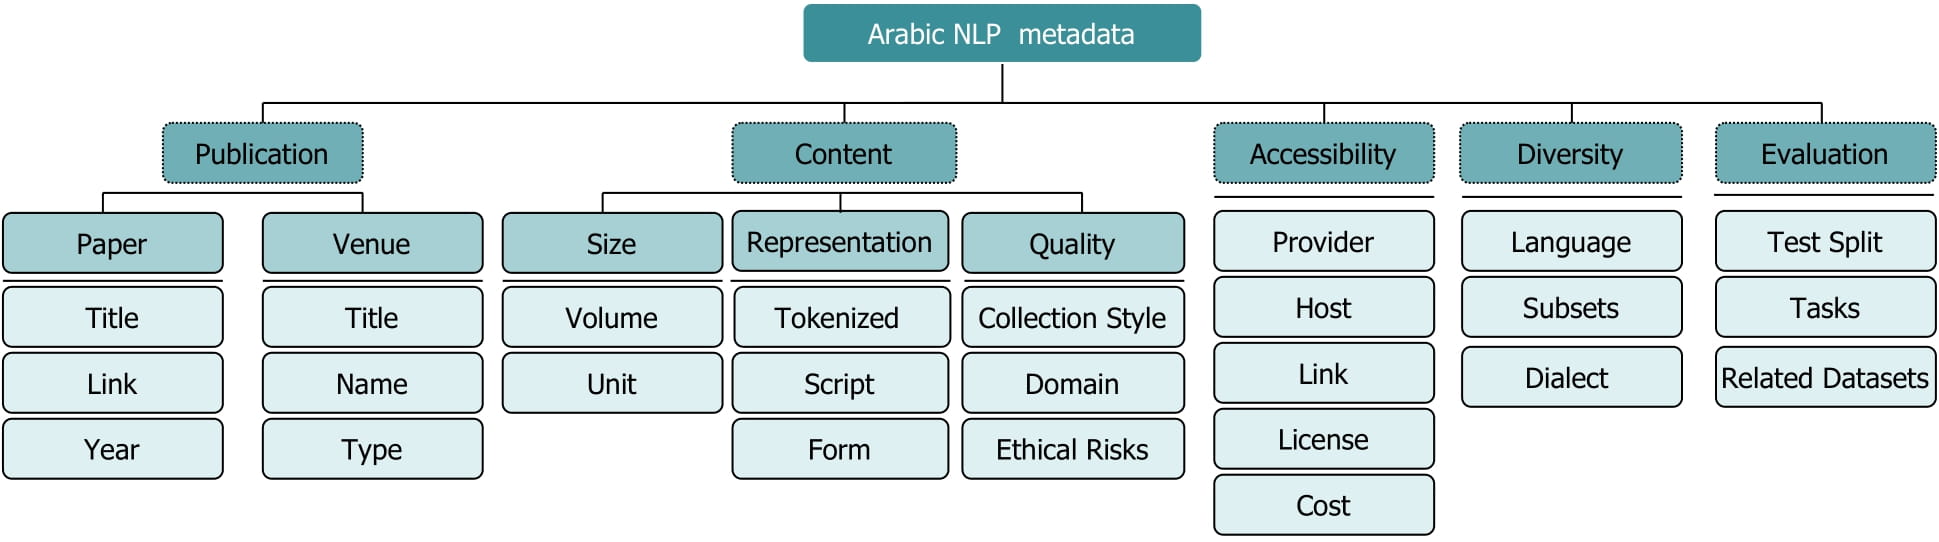 Arabic NLP metadata
Publication
Content
Accessibility
Diversity
Evaluation
Paper
Venue
Size
Representation
Quality
Provider
Language
Test Split
Title
Title
Volume
Tokenized
Collection Style
Host
Subsets
Tasks
Link
Name
Unit
Script
Domain
Link
Dialect
Related Datasets
Year
Type
Form
Ethical Risks
License
Cost